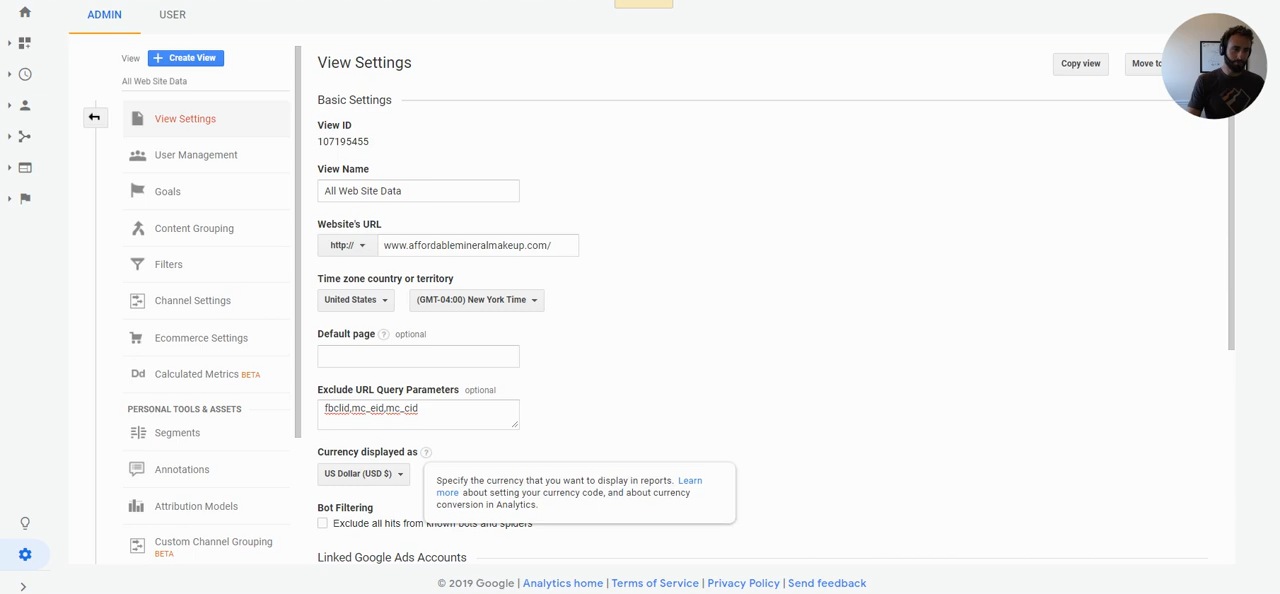 ADMIN
USER
View
Create View
All Web Site Data
View Settings
User Management
Goals
Content Grouping
Filters
Channel Settings
Ecommerce Settings
Dd Calculated Metrics BETA
PERSONAL TOOLS & ASSETS
Segments
Annotations
Attribution Models
Custom Channel Grouping
BETA
View Settings
Copy view
Move to
Basic Settings
View ID
107195455
View Name
All Web Site Data
Website's URL
http://
www.affordablemineralmakeup.com/
Time zone country or territory
United States
(GMT-04:00) New York Time
Default page ? optional
Exclude URL Query Parameters optional
fbclid,mc_eid,mc_cid
Currency displayed as ?
US Dollar (USD $)
Specify the currency that you want to display in reports. Learn
more about setting your currency code, and about currency
conversion in Analytics.
Bot Filtering
Exclude all hits from known bots and spiders
Linked Google Ads Accounts
© 2019 Google | Analytics home | Terms of Service | Privacy Policy | Send feedback